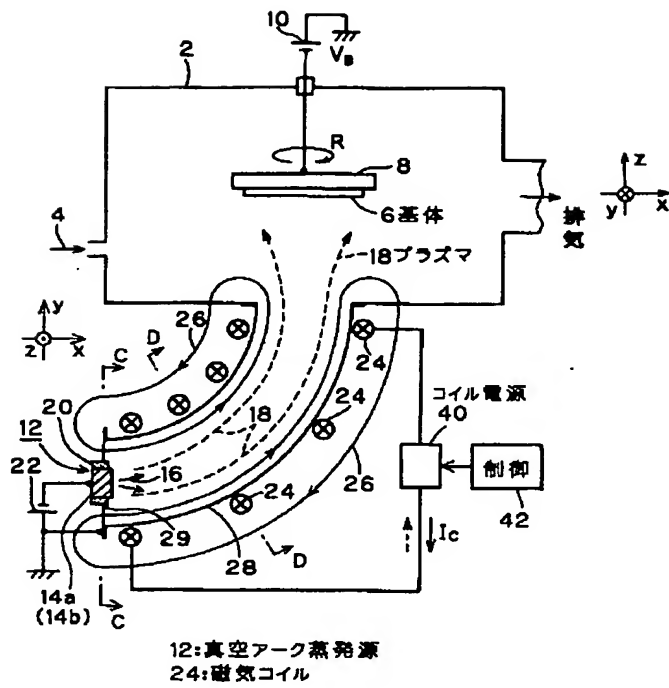 10
V_B
2
R
8
6基体
z
y
x
排気
4
18プラズマ
y
z
x
26
D
C
24
20
12
18
24
コイル電源
40
22
16
制御
24
26
42
29
28
D
I_C
14a
(14b)
C
12:真空アーク蒸発源
24:磁気コイル